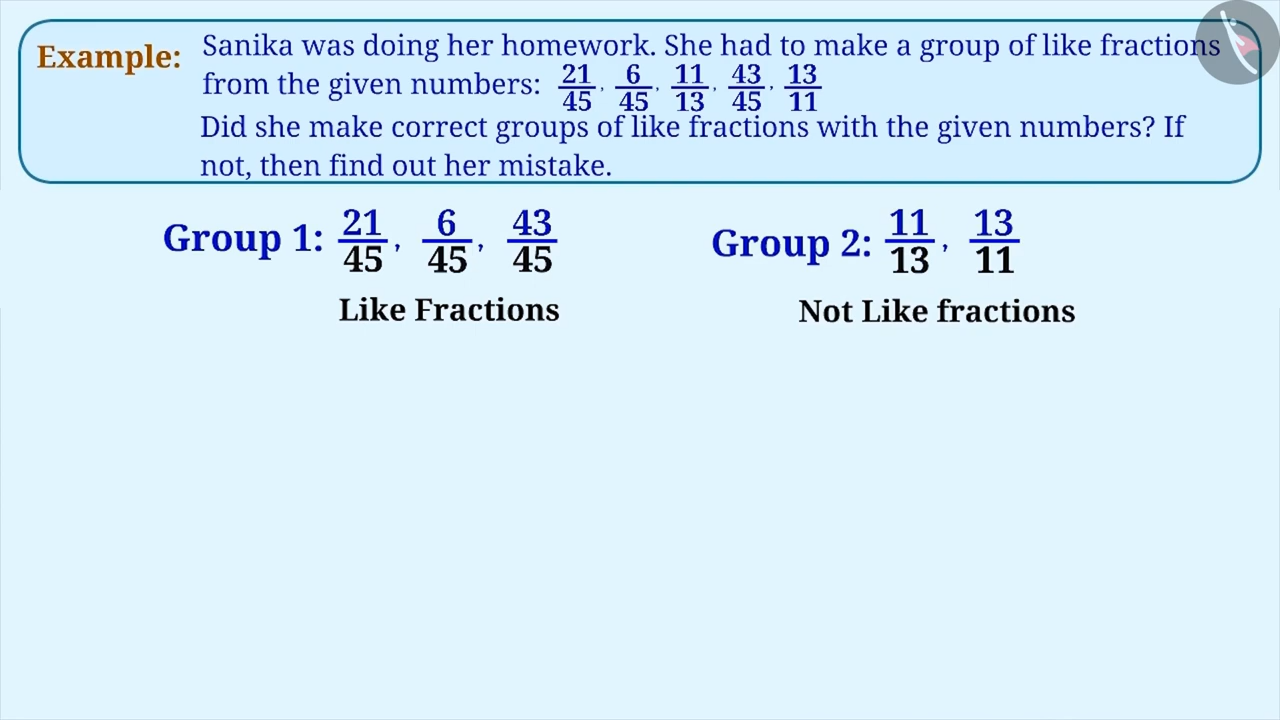 Example: Sanika was doing her homework. She had to make a group of like fractions
from the given numbers: 21/45, 6/45, 11/13, 43/45, 13/11
Did she make correct groups of like fractions with the given numbers? If
not, then find out her mistake.
Group 1: 21/45, 6/45, 43/45
Group 2: 11/13, 13/11
Like Fractions
Not Like fractions